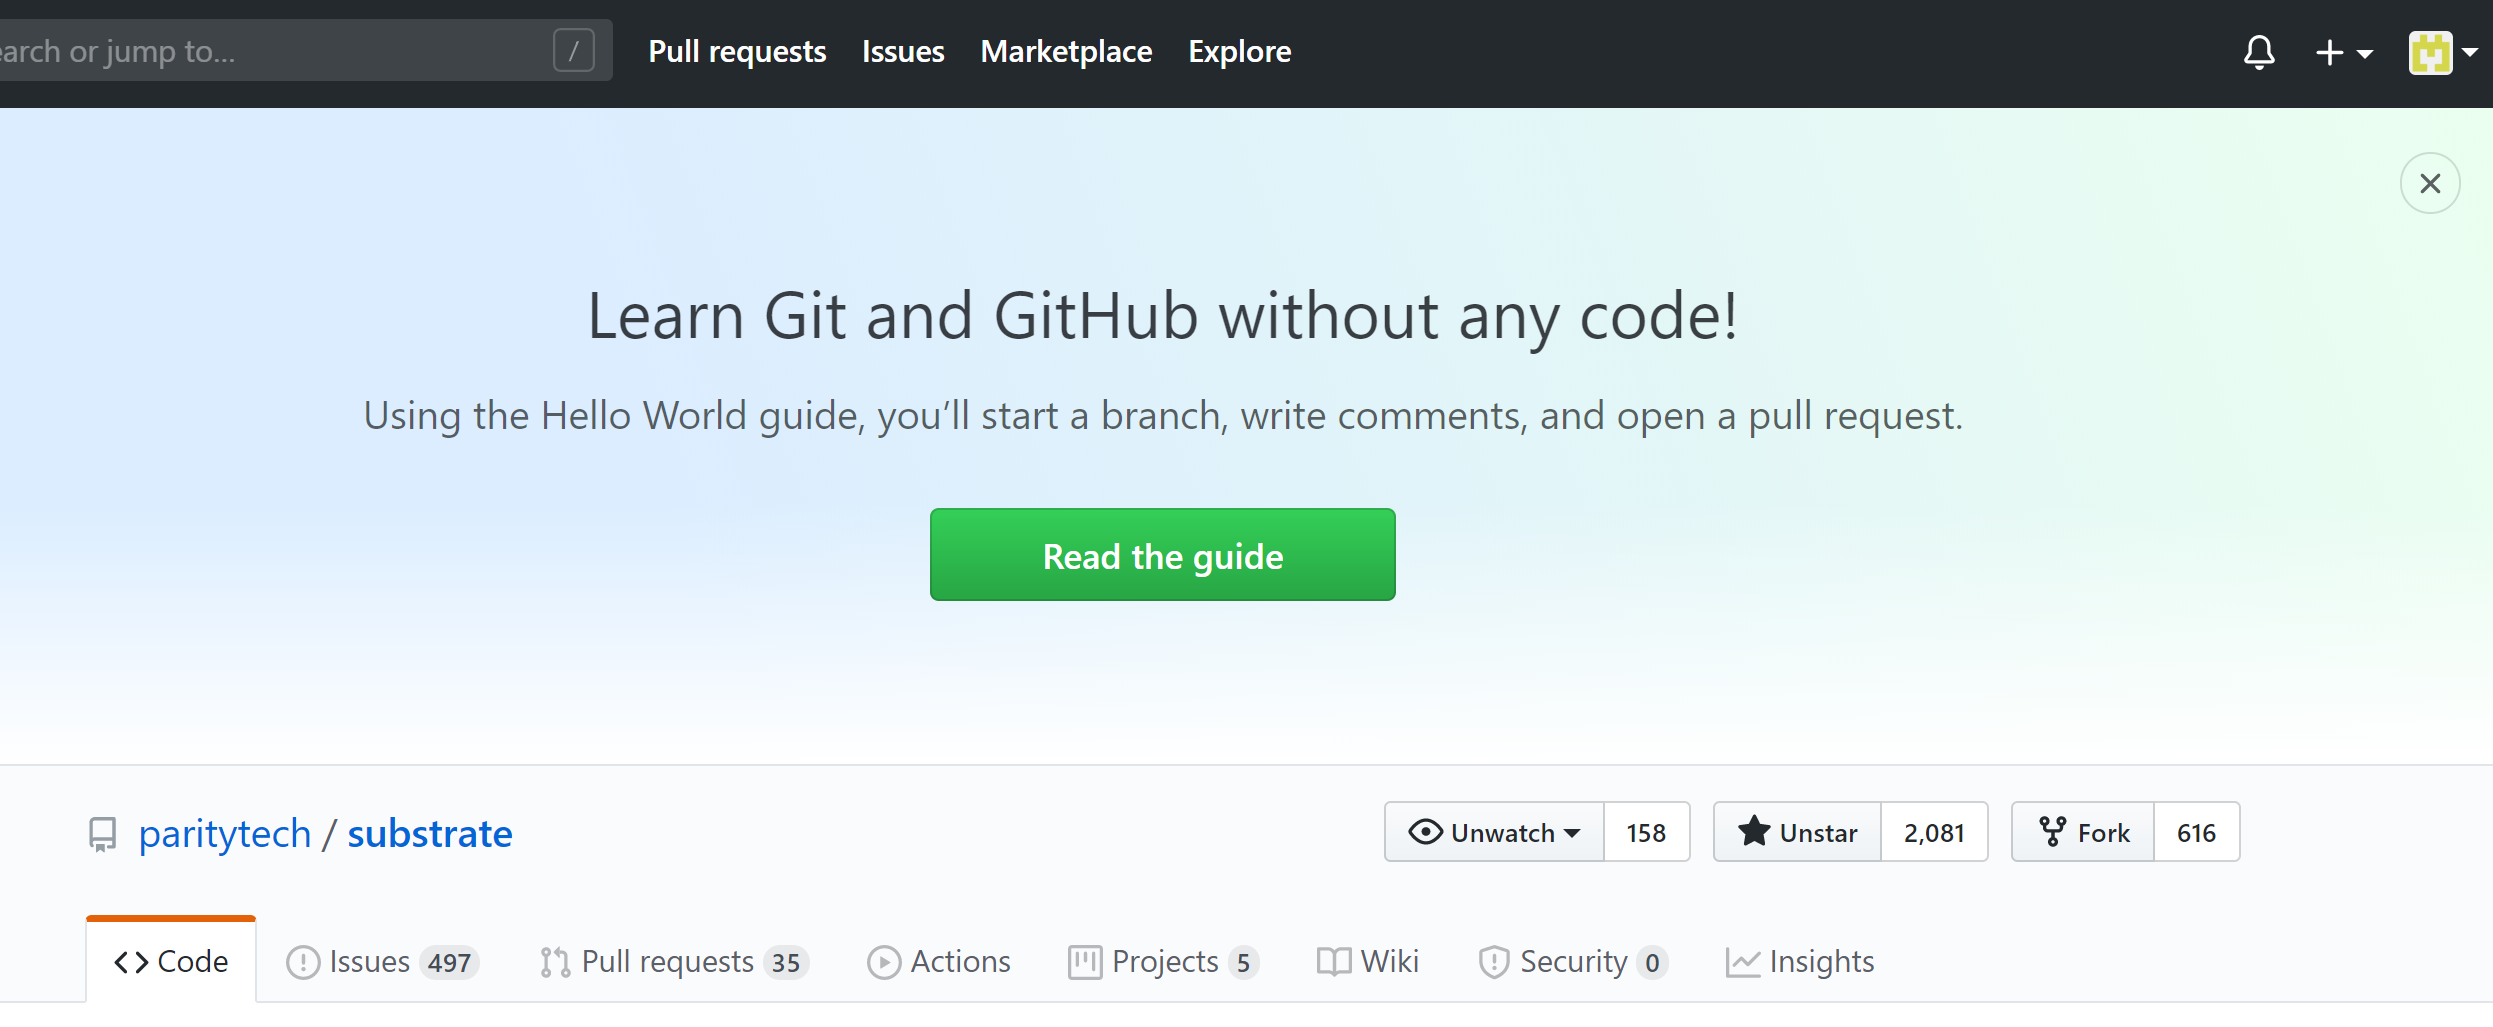 earch or jump to... / Pull requests Issues Marketplace Explore
Learn Git and GitHub without any code!
Using the Hello World guide, you’ll start a branch, write comments, and open a pull request.
Read the guide
paritytech / substrate Unwatch 158 Unstar 2,081 Fork 616
Code Issues 497 Pull requests 35 Actions Projects 5 Wiki Security 0 Insights